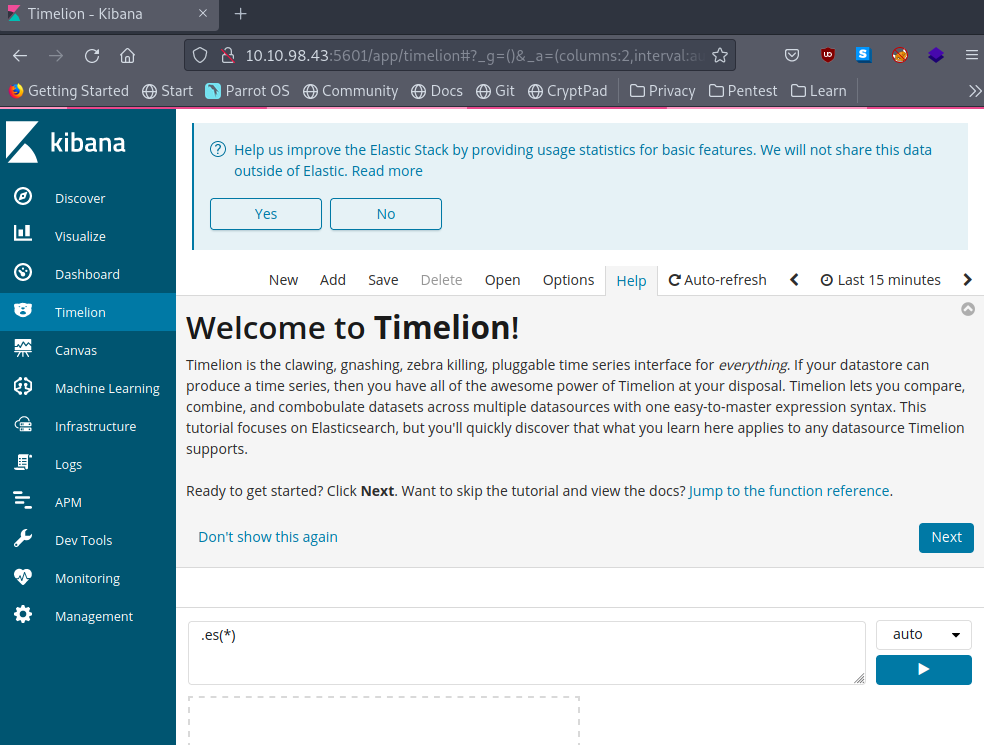 Timelion - Kibana
10.10.98.43:5601/app/timelion#?_g=()&_a=(columns:2,interval:au
Getting Started Start Parrot OS Community Docs Git CryptPad Privacy Pentest Learn
kibana
Discover
Visualize
Dashboard
Timelion
Canvas
Machine Learning
Infrastructure
Logs
APM
Dev Tools
Monitoring
Management
Help us improve the Elastic Stack by providing usage statistics for basic features. We will not share this data
outside of Elastic. Read more
Yes No
New Add Save Delete Open Options Help Auto-refresh Last 15 minutes
Welcome to Timelion!
Timelion is the clawing, gnashing, zebra killing, pluggable time series interface for everything. If your datastore can
produce a time series, then you have all of the awesome power of Timelion at your disposal. Timelion lets you compare,
combine, and combobulate datasets across multiple datasources with one easy-to-master expression syntax. This
tutorial focuses on Elasticsearch, but you'll quickly discover that what you learn here applies to any datasource Timelion
supports.
Ready to get started? Click Next. Want to skip the tutorial and view the docs? Jump to the function reference.
Don't show this again
Next
.es(*)
auto